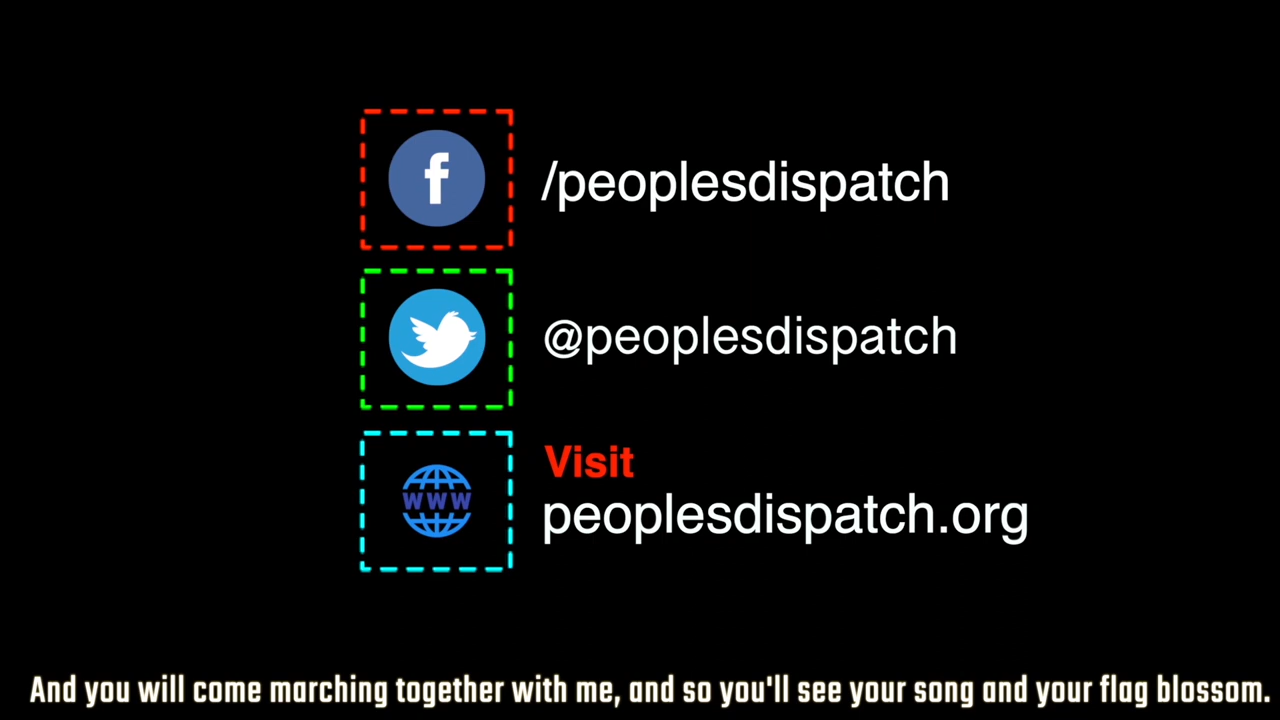 f
/peoplesdispatch
@peoplesdispatch
Visit
www
peoplesdispatch.org
And you will come marching together with me, and so you'll see your song and your flag blossom.